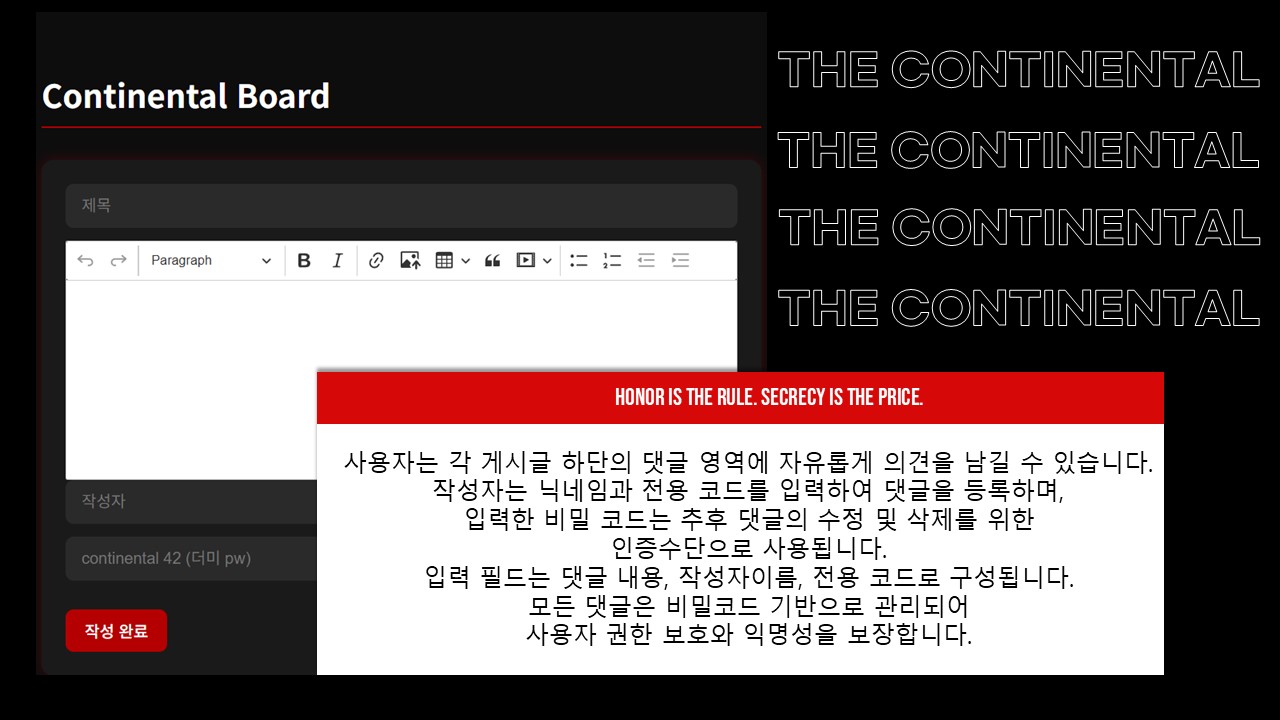 Continental Board
제목
Paragraph
작성자
continental 42 (더미 pw)
작성 완료
THE CONTINENTAL
THE CONTINENTAL
THE CONTINENTAL
THE CONTINENTAL
HONOR IS THE RULE. SECRECY IS THE PRICE.
사용자는 각 게시글 하단의 댓글 영역에 자유롭게 의견을 남길 수 있습니다.
작성자는 닉네임과 전용 코드를 입력하여 댓글을 등록하며,
입력한 비밀 코드는 추후 댓글의 수정 및 삭제를 위한
인증수단으로 사용됩니다.
입력 필드는 댓글 내용, 작성자이름, 전용 코드로 구성됩니다.
모든 댓글은 비밀코드 기반으로 관리되어
사용자 권한 보호와 익명성을 보장합니다.